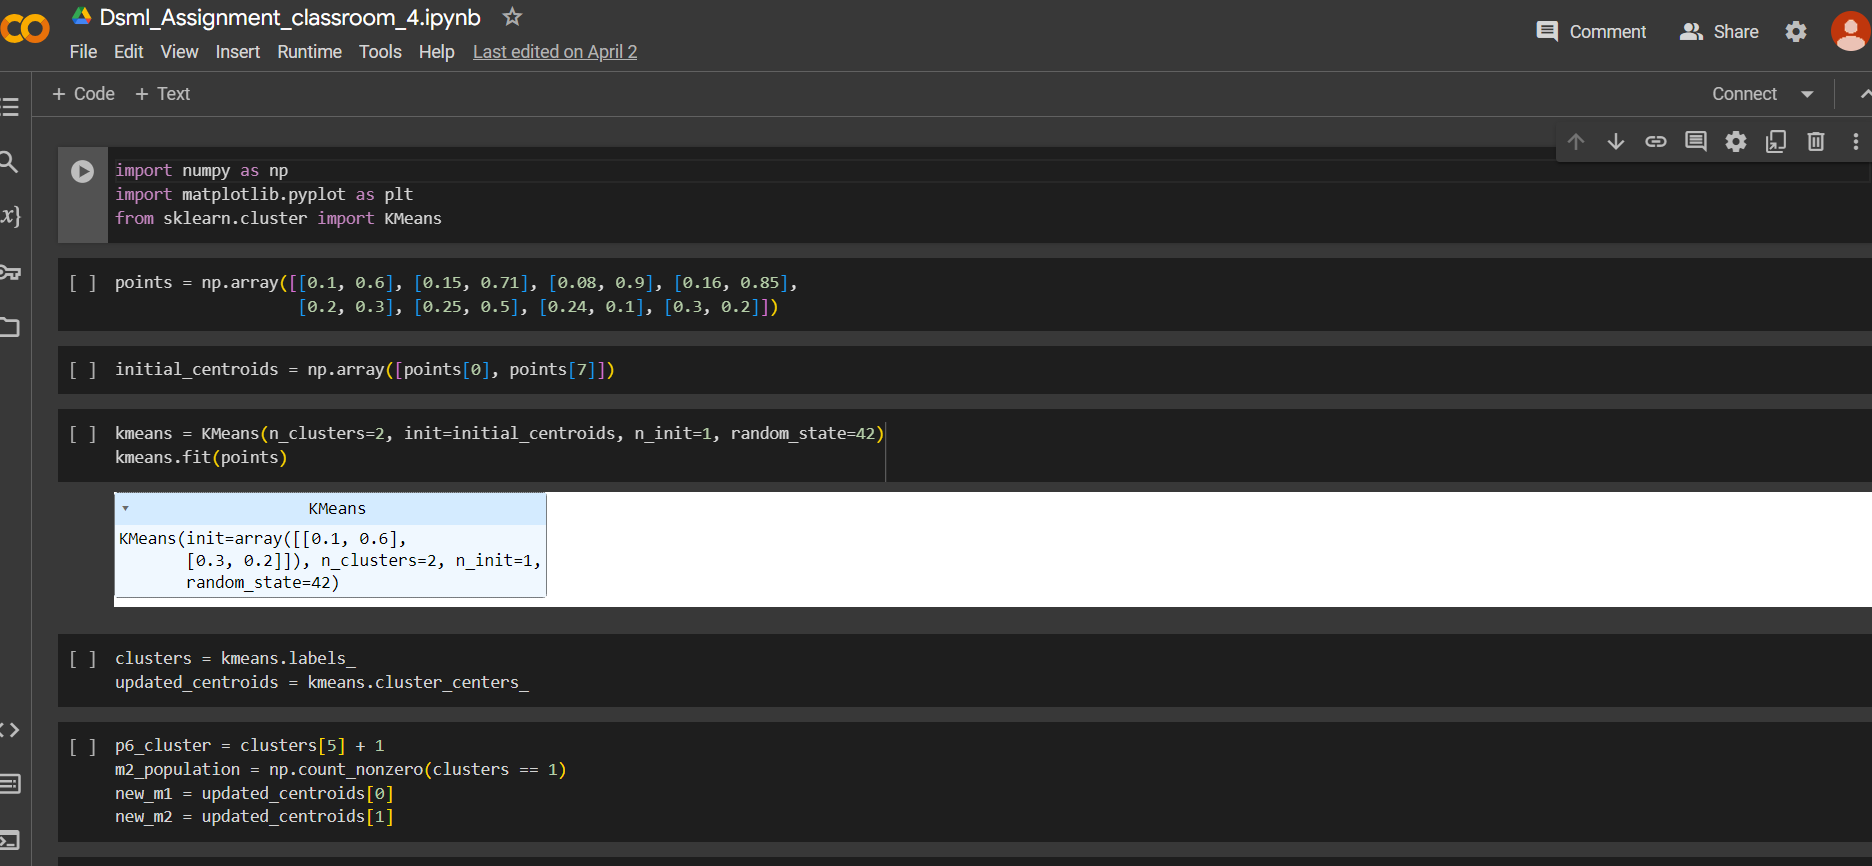 Dsml_Assignment_classroom_4.ipynb
File Edit View Insert Runtime Tools Help Last edited on April 2
Comment Share
+ Code + Text
Connect
import numpy as np
import matplotlib.pyplot as plt
from sklearn.cluster import KMeans
[ ] points = np.array([[0.1, 0.6], [0.15, 0.71], [0.08, 0.9], [0.16, 0.85],
[0.2, 0.3], [0.25, 0.5], [0.24, 0.1], [0.3, 0.2]])
[ ] initial_centroids = np.array([points[0], points[7]])
[ ] kmeans = KMeans(n_clusters=2, init=initial_centroids, n_init=1, random_state=42)
kmeans.fit(points)
KMeans
KMeans(init=array([[0.1, 0.6],
[0.3, 0.2]]), n_clusters=2, n_init=1,
random_state=42)
[ ] clusters = kmeans.labels_
updated_centroids = kmeans.cluster_centers_
[ ] p6_cluster = clusters[5] + 1
m2_population = np.count_nonzero(clusters == 1)
new_m1 = updated_centroids[0]
new_m2 = updated_centroids[1]